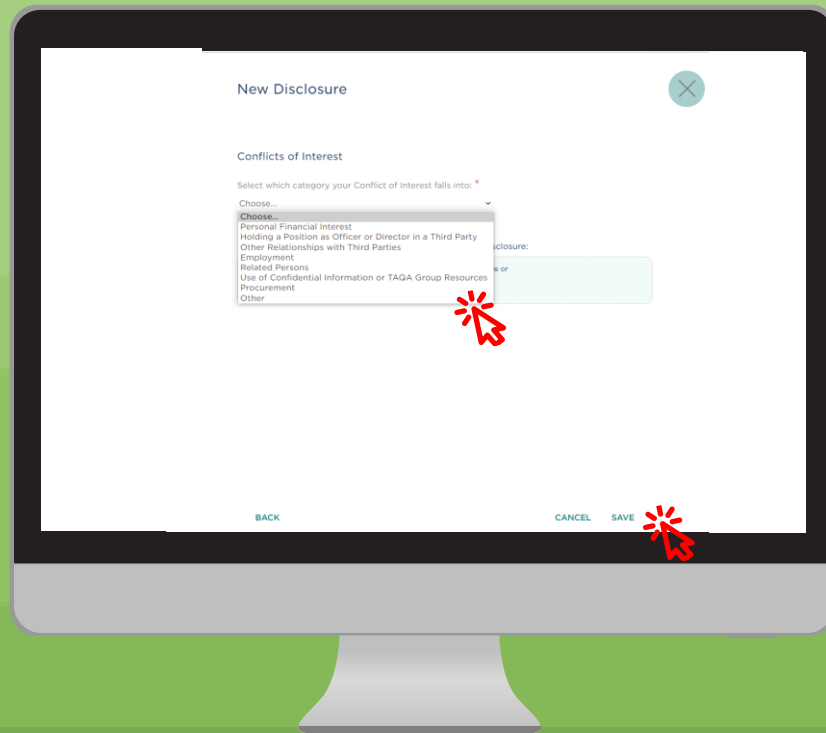 New Disclosure
Conflicts of Interest
Select which category your Conflict of Interest falls into: *
Choose...
Choose...
Personal Financial Interest
Holding a Position as Officer or Director in a Third Party
Other Relationships with Third Parties
sclosure:
Employment
Related Persons
or
Use of Confidential Information or TAQA Group Resources
Procurement
Other
BACK CANCEL SAVE